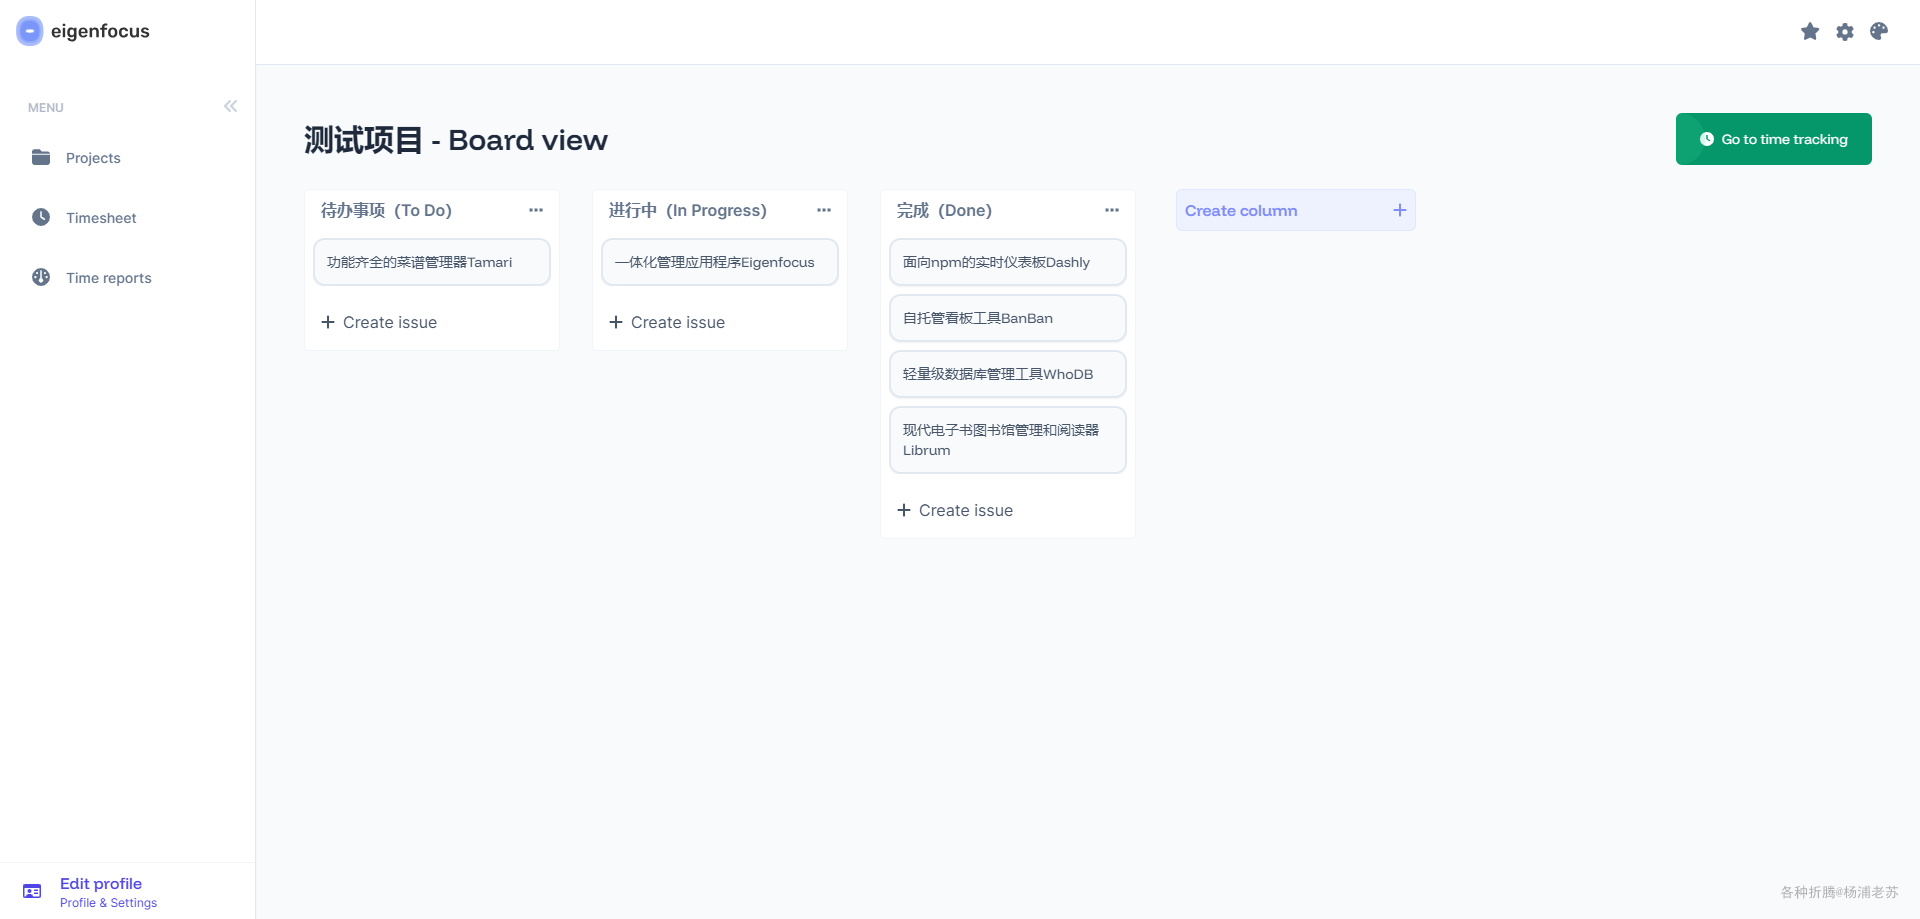 eigenfocus
MENU
Projects
Timesheet
Time reports
测试项目 - Board view
Go to time tracking
待办事项（To Do）
功能齐全的菜谱管理器Tamari
Create issue
进行中（In Progress）
一体化管理应用程序Eigenfocus
Create issue
完成（Done）
面向npm的实时仪表板Dashly
自托管看板工具BanBan
轻量级数据库管理工具WhoDB
现代电子书图书馆管理和阅读器
Librum
Create issue
Create column
Edit profile
Profile & Settings
各种折腾@杨浦老苏